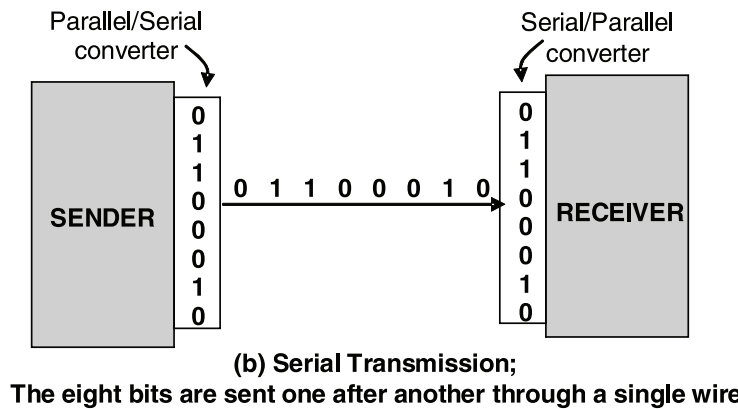 Parallel/Serial
converter
Serial/Parallel
converter
0
1
1
0
0
0
1
0
SENDER
0 1 1 0 0 0 1 0
0
1
1
0
0
0
1
0
RECEIVER
(b) Serial Transmission;
The eight bits are sent one after another through a single wire